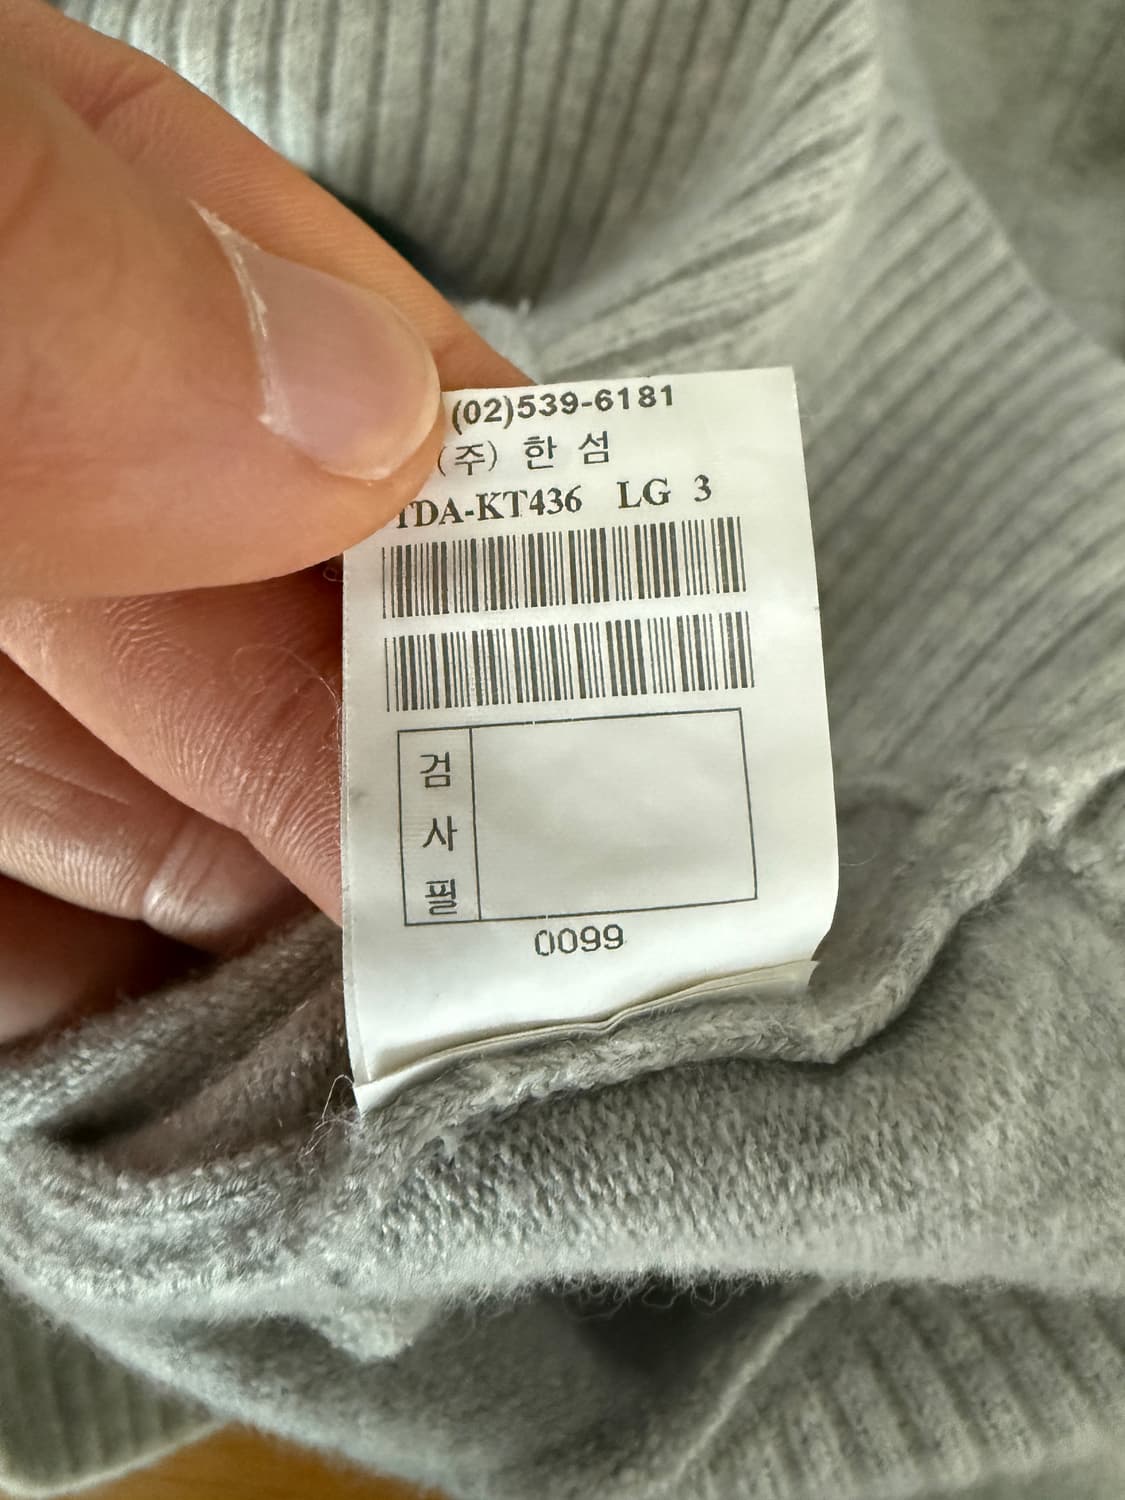 (02)539-6181
(주) 한 섬
TDA-KT436 LG 3
검
사
필
0099